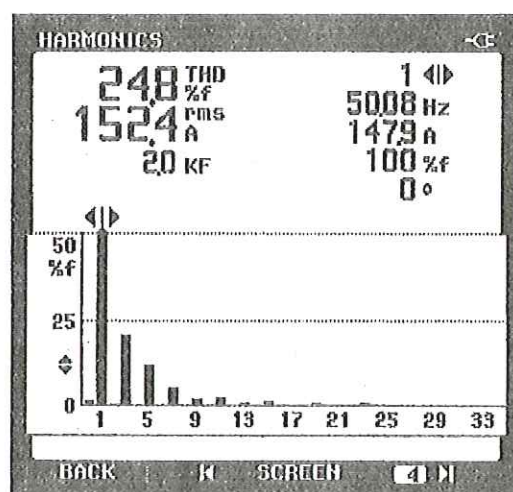 HARMONICS
24.8 THD %f
152.4 rms A
2.0 KF
1
50.08 Hz
147.9 A
100 %f
0 °
50
%f
25
0
1 5 9 13 17 21 25 29 33
BACK SCREEN 4